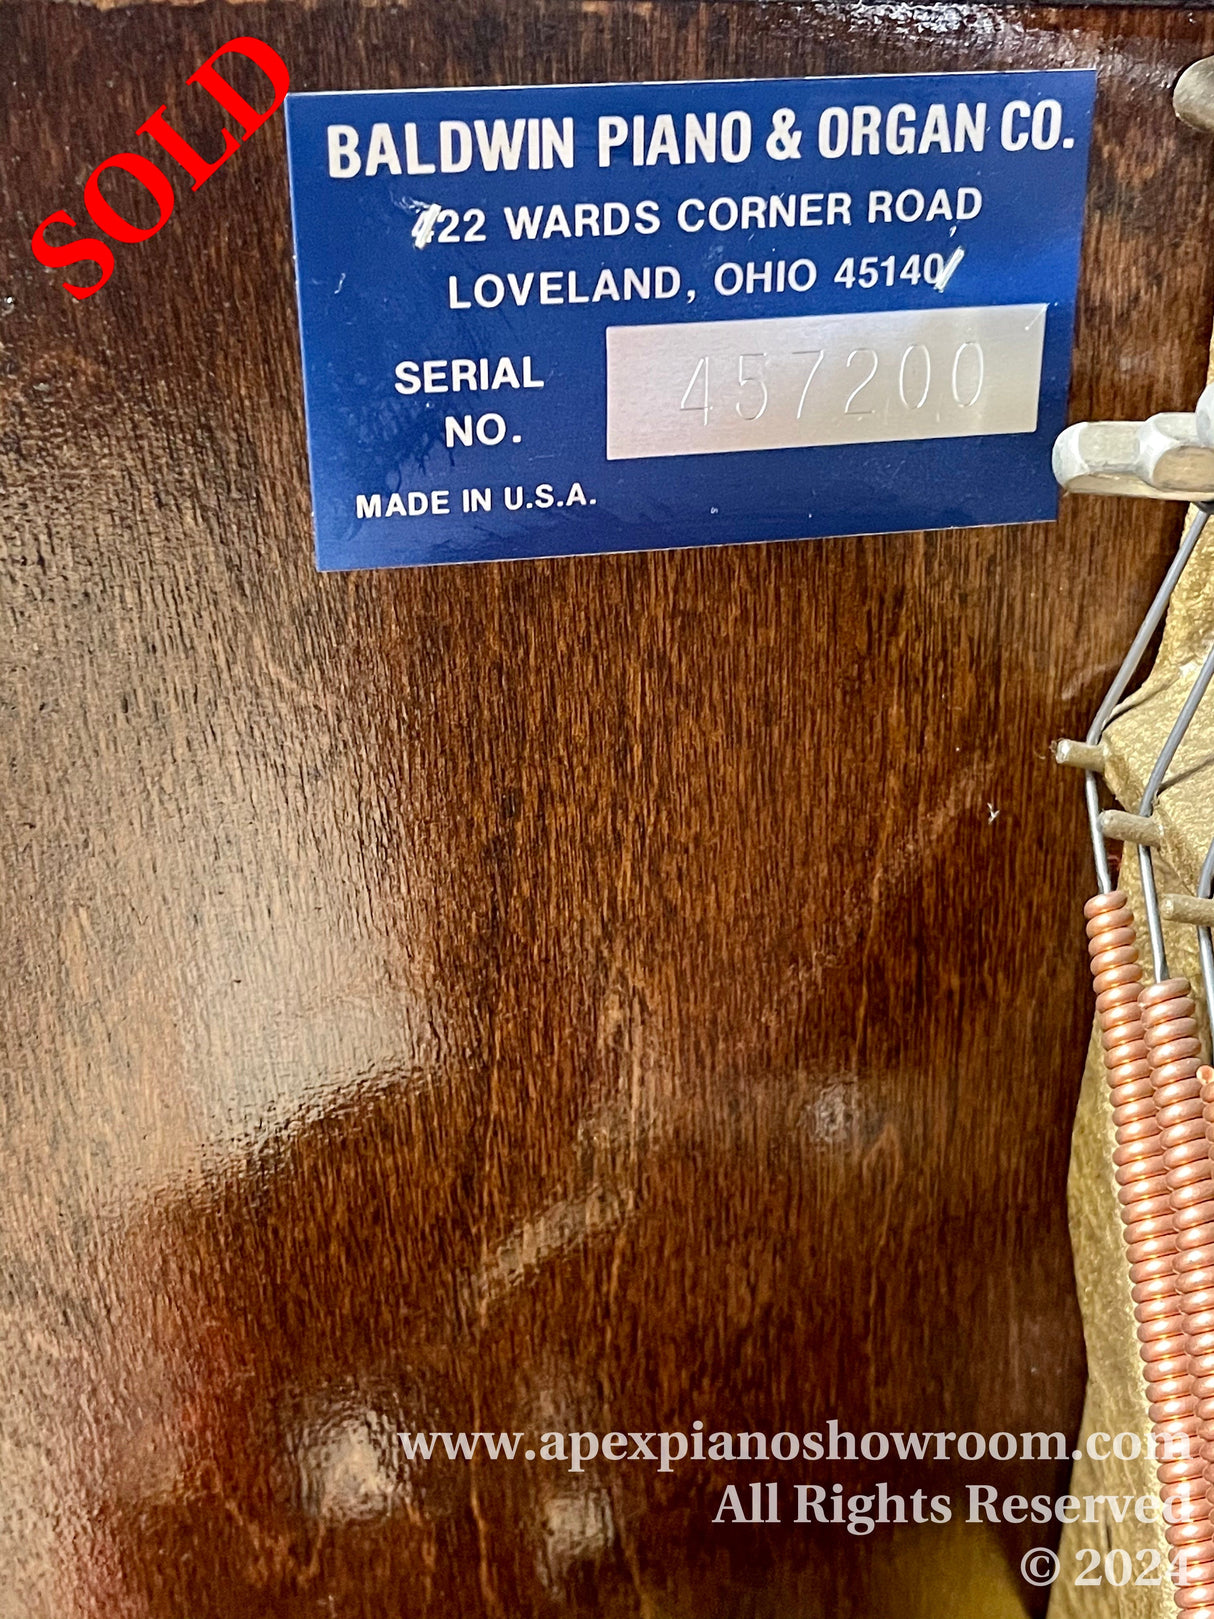 SOLD
BALDWIN PIANO & ORGAN CO.
422 WARDS CORNER ROAD
LOVELAND, OHIO 45140
SERIAL
NO.
457200
MADE IN U.S.A.
www.apexpianoshowroom.com
All Rights Reserved
© 2024